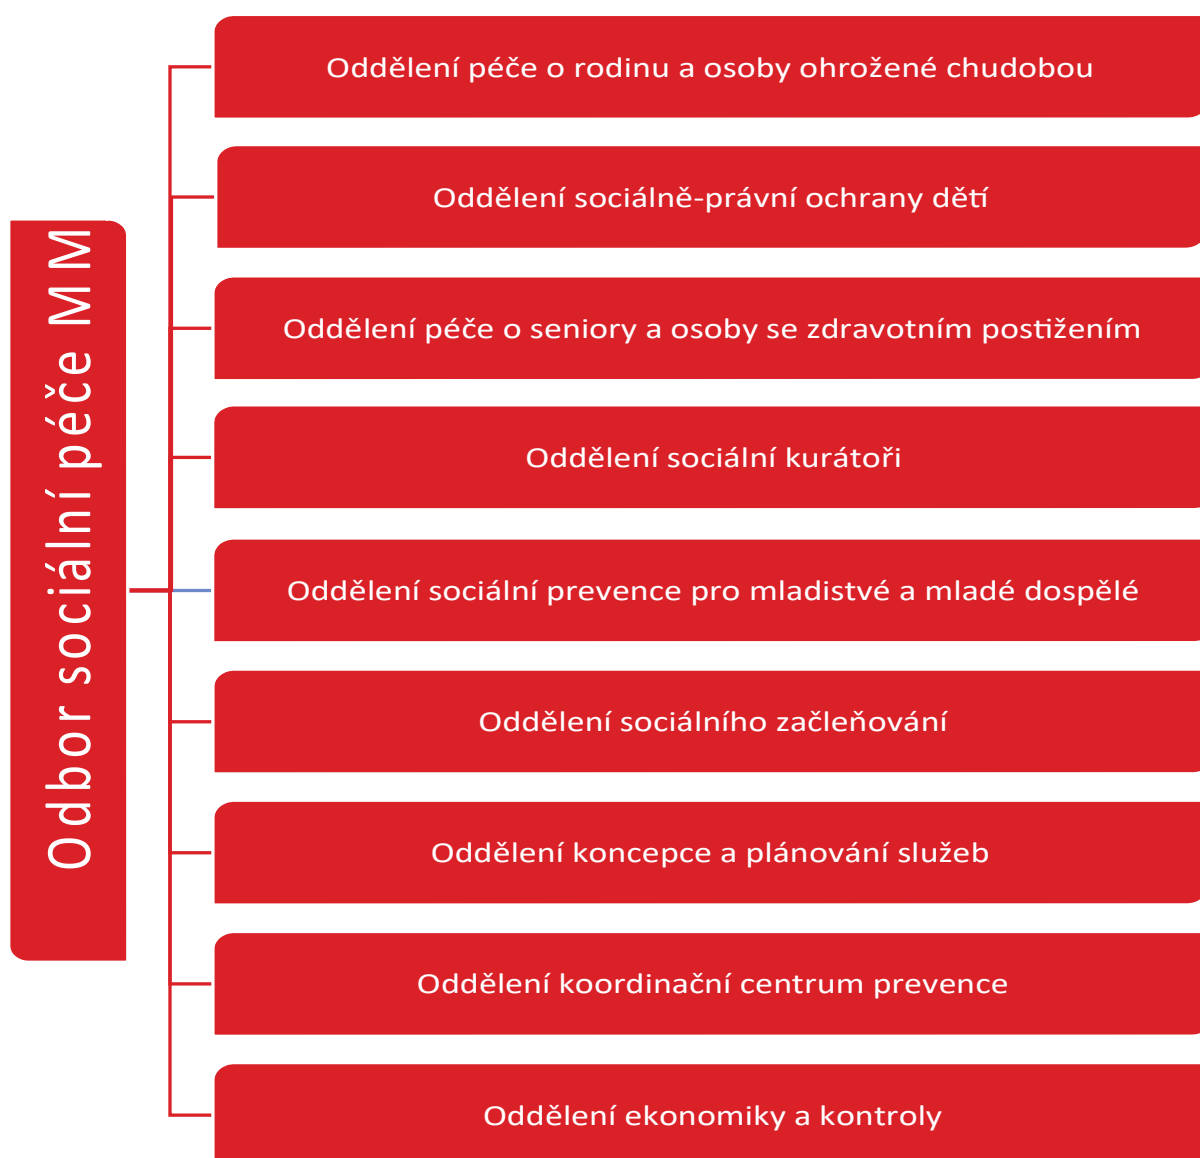 Odbor sociální péče MM
Oddělení péče o rodinu a osoby ohrožené chudobou
Oddělení sociálně-právní ochrany dětí
Oddělení péče o seniory a osoby se zdravotním postižením
Oddělení sociální kurátoři
Oddělení sociální prevence pro mladistvé a mladé dospělé
Oddělení sociálního začleňování
Oddělení koncepce a plánování služeb
Oddělení koordinační centrum prevence
Oddělení ekonomiky a kontroly